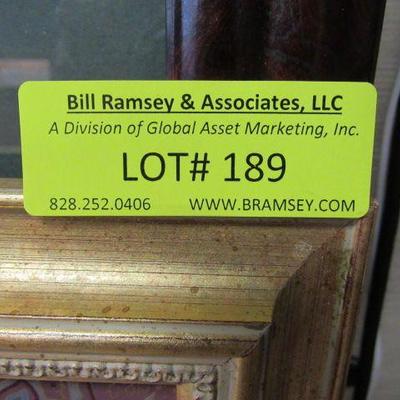 Bill Ramsey & Associates, LLC
A Division of Global Asset Marketing, Inc.
LOT# 189
828.252.0406 WWW.BRAMSEY.COM